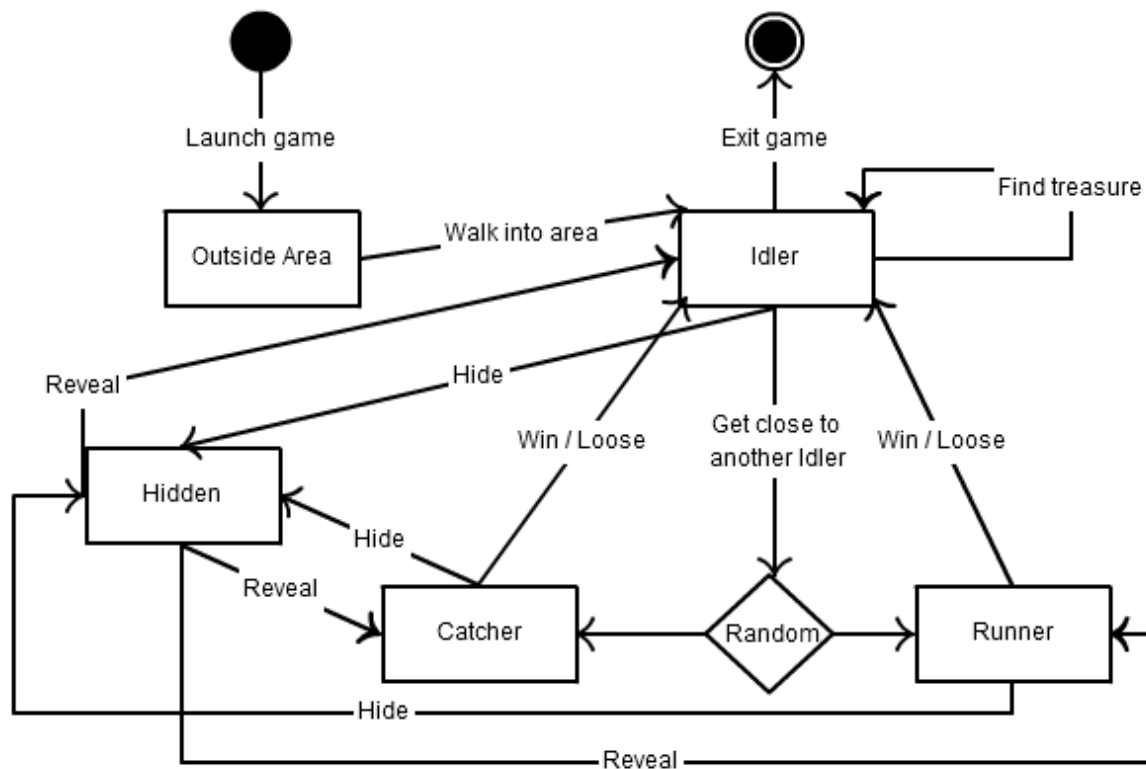 Launch game
Exit game
Find treasure
Walk into area
Outside Area
Idler
Reveal
Hide
Get close to
another Idler
Win / Loose
Win / Loose
Hidden
Hide
Reveal
Catcher
Random
Runner
Hide
Reveal